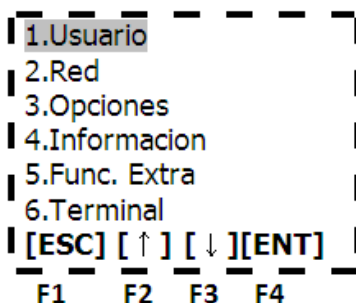 1.Usuario
2.Red
3.Opciones
4.Informacion
5.Func. Extra
6.Terminal
[ESC] [ ↑ ] [ ↓ ][ENT]
F1 F2 F3 F4